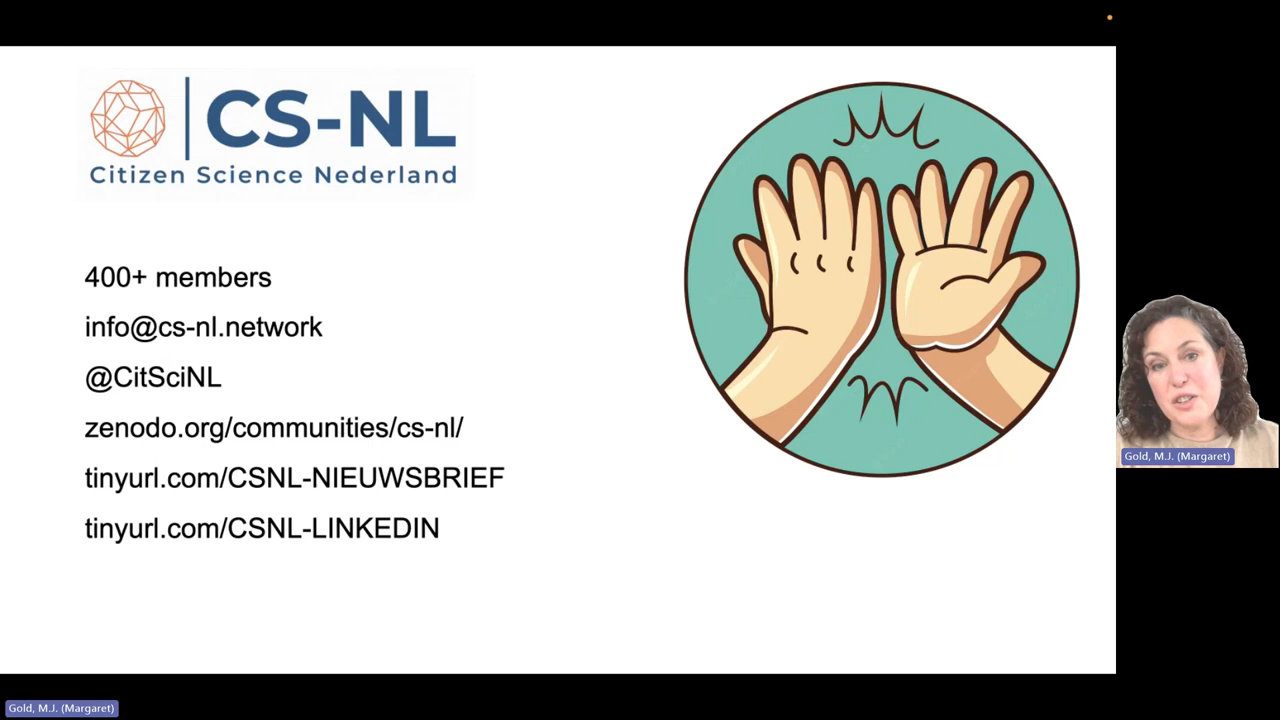 CS-NL
Citizen Science Nederland
400+ members
info@cs-nl.network
@CitSciNL
zenodo.org/communities/cs-nl/
tinyurl.com/CSNL-NIEUWSBRIEF
tinyurl.com/CSNL-LINKEDIN
Gold, M.J. (Margaret)
Gold, M.J. (Margaret)